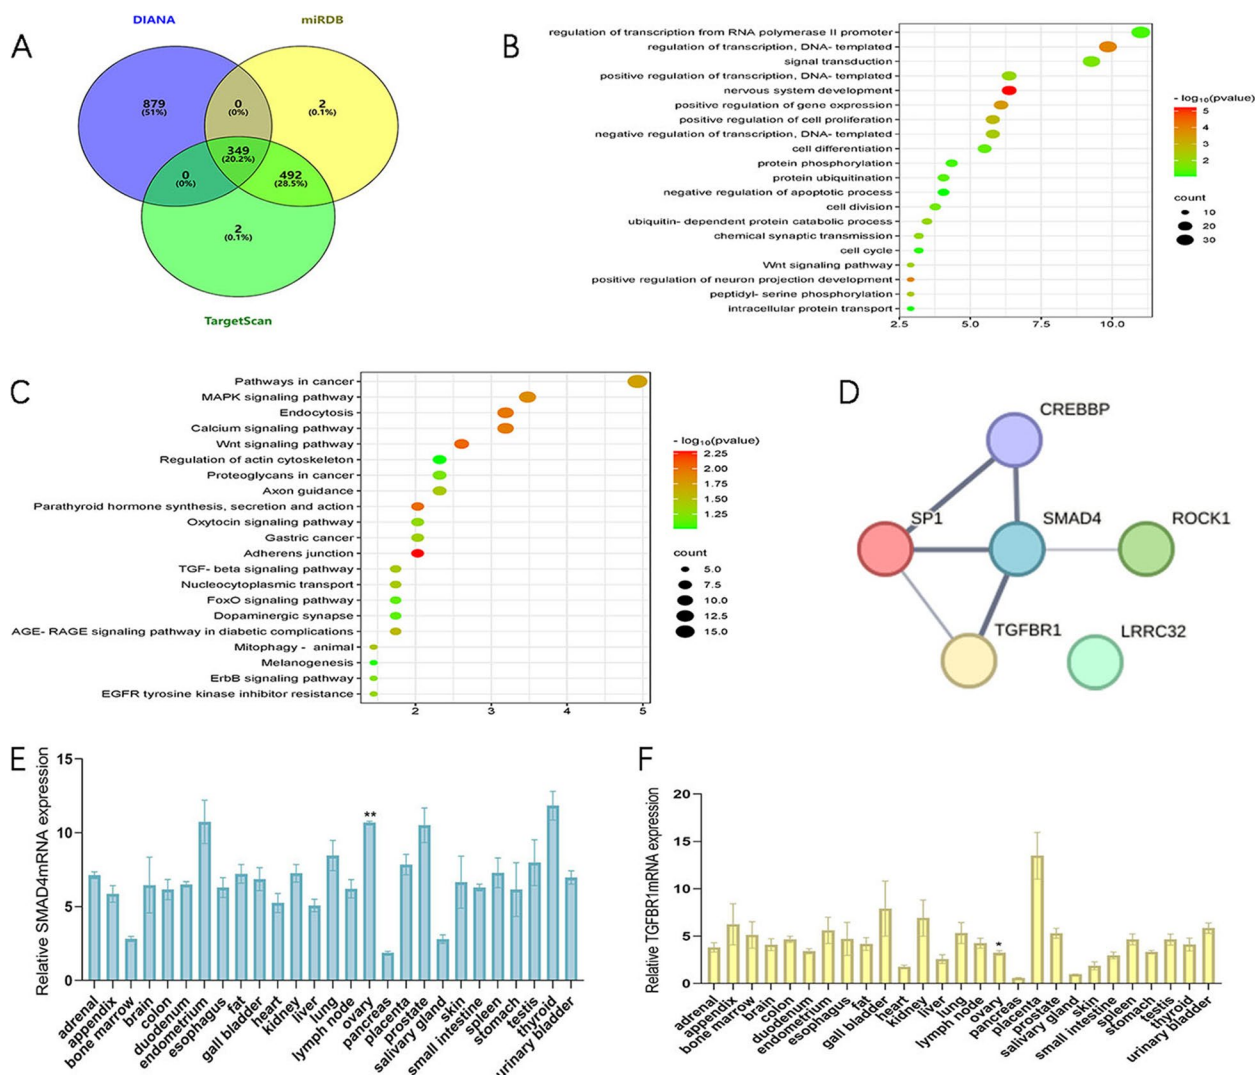 A
DIANA
miRDB
879
(51%)
0
(0%)
2
(0.1%)
349
(20.2%)
0
(0%)
492
(28.5%)
2
(0.1%)
TargetScan
B
regulation of transcription from RNA polymerase II promoter
regulation of transcription, DNA- templated
signal transduction
positive regulation of transcription, DNA- templated
nervous system development
positive regulation of gene expression
positive regulation of cell proliferation
negative regulation of transcription, DNA- templated
cell differentiation
protein phosphorylation
protein ubiquitination
negative regulation of apoptotic process
cell division
ubiquitin- dependent protein catabolic process
chemical synaptic transmission
cell cycle
Wnt signaling pathway
positive regulation of neuron projection development
peptidyl- serine phosphorylation
intracellular protein transport
2.5 5.0 7.5 10.0
- log10(pvalue)
5
4
3
2
count
10
20
30
C
Pathways in cancer
MAPK signaling pathway
Endocytosis
Calcium signaling pathway
Wnt signaling pathway
Regulation of actin cytoskeleton
Proteoglycans in cancer
Axon guidance
Parathyroid hormone synthesis, secretion and action
Oxytocin signaling pathway
Gastric cancer
Adherens junction
TGF- beta signaling pathway
Nucleocytoplasmic transport
FoxO signaling pathway
Dopaminergic synapse
AGE- RAGE signaling pathway in diabetic complications
Mitophagy - animal
Melanogenesis
ErbB signaling pathway
EGFR tyrosine kinase inhibitor resistance
2 3 4 5
- log10(pvalue)
2.25
2.00
1.75
1.50
1.25
count
5.0
7.5
10.0
12.5
15.0
D
CREBBP
SP1
SMAD4
ROCK1
TGFBR1
LRRC32
E
Relative SMAD4mRNA expression
15
10
5
0
**
adrenal
appendix
bone marrow
brain
colon
duodenum
endometrium
esophagus
fat
gall bladder
heart
kidney
liver
lung
lymph node
ovary
pancreas
placenta
prostate
salivary gland
skin
small intestine
spleen
stomach
testis
thyroid
urinary bladder
F
Relative TGFBR1mRNA expression
20
15
10
5
0
*
adrenal
appendix
bone marrow
brain
colon
duodenum
endometrium
esophagus
fat
gall bladder
heart
kidney
liver
lung
lymph node
ovary
pancreas
placenta
prostate
salivary gland
skin
small intestine
spleen
stomach
testis
thyroid
urinary bladder